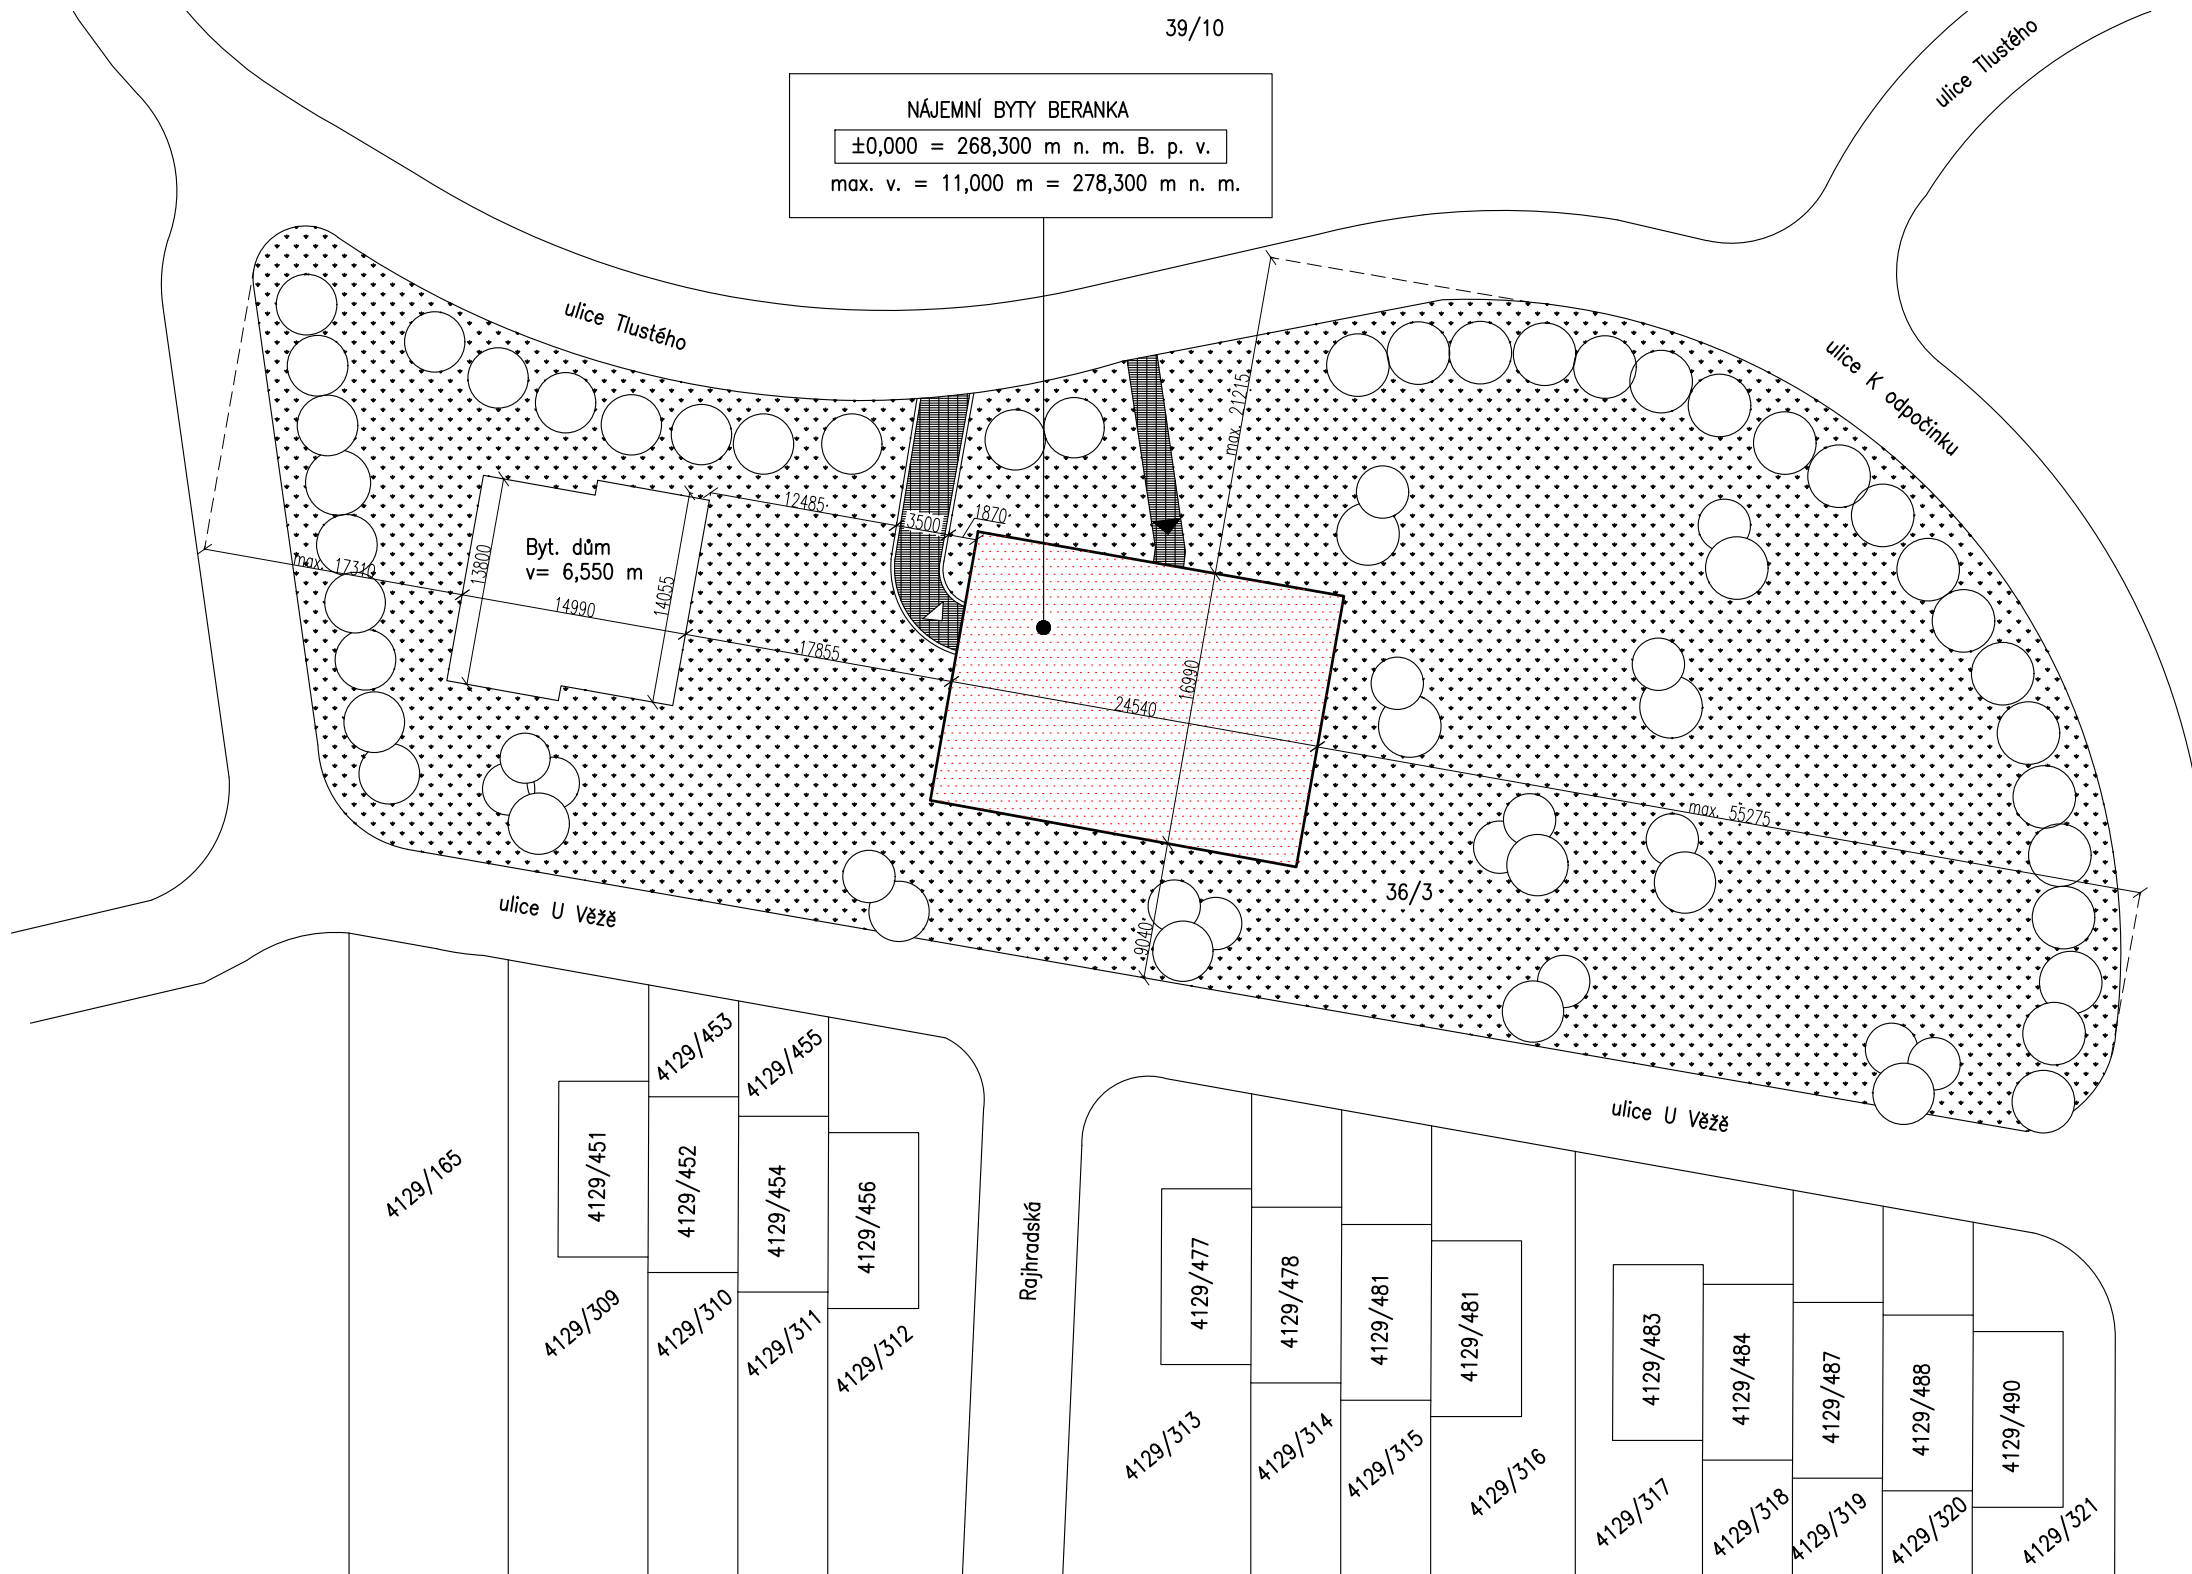 39/10
ulice Tlustého
NÁJEMNÍ BYTY BERANKA
±0,000 = 268,300 m n. m. B. p. v.
max. v. = 11,000 m = 278,300 m n. m.
ulice Tlustého
ulice K odpočinku
max. 21215
12485
3500
1870
Byt. dům
v= 6,550 m
max. 17310
13800
14990
14055
17855
16990
24540
max. 55275
36/3
9040
ulice U Věžě
ulice U Věžě
4129/453
4129/455
4129/165
4129/451
4129/452
4129/454
4129/456
Rajhradská
4129/309
4129/310
4129/311
4129/312
4129/477
4129/478
4129/481
4129/481
4129/483
4129/484
4129/487
4129/488
4129/490
4129/313
4129/314
4129/315
4129/316
4129/317
4129/318
4129/319
4129/320
4129/321